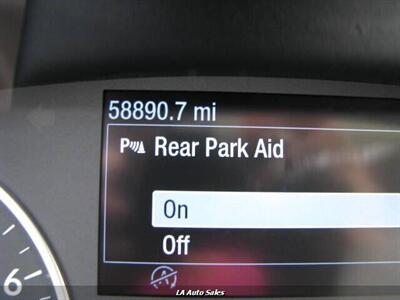 58890.7 mi
P Rear Park Aid
On
Off
A
6
LA Auto Sales